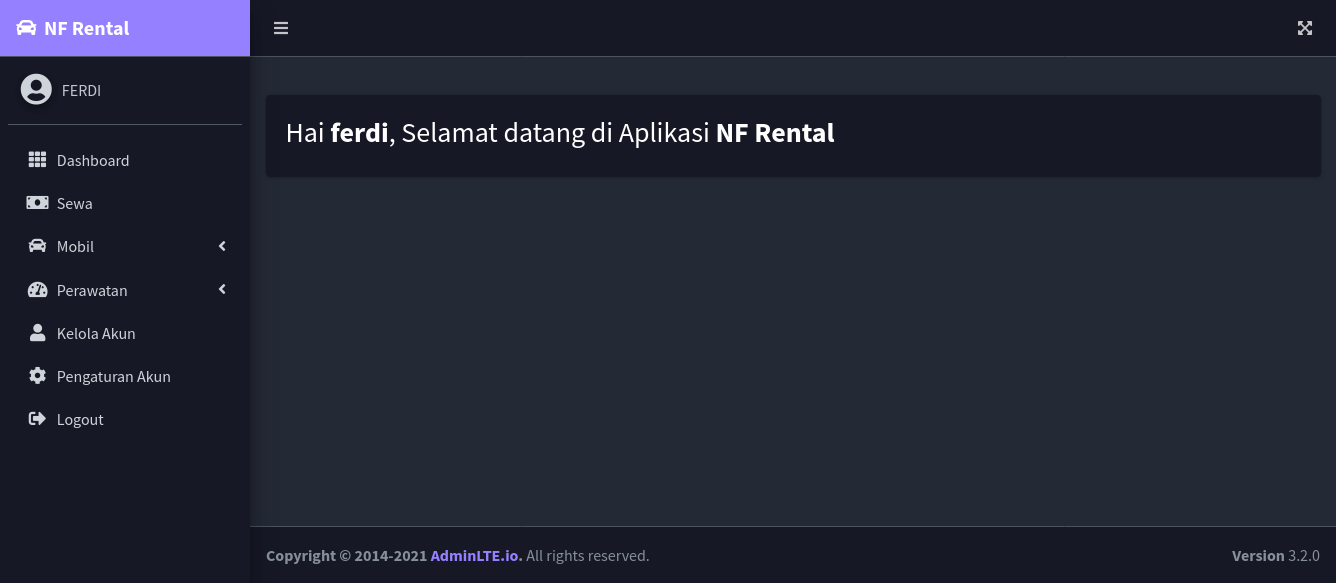 NF Rental
FERDI
Dashboard
Sewa
Mobil
Perawatan
Kelola Akun
Pengaturan Akun
Logout
Hai ferdi, Selamat datang di Aplikasi NF Rental
Copyright © 2014-2021 AdminLTE.io. All rights reserved.
Version 3.2.0